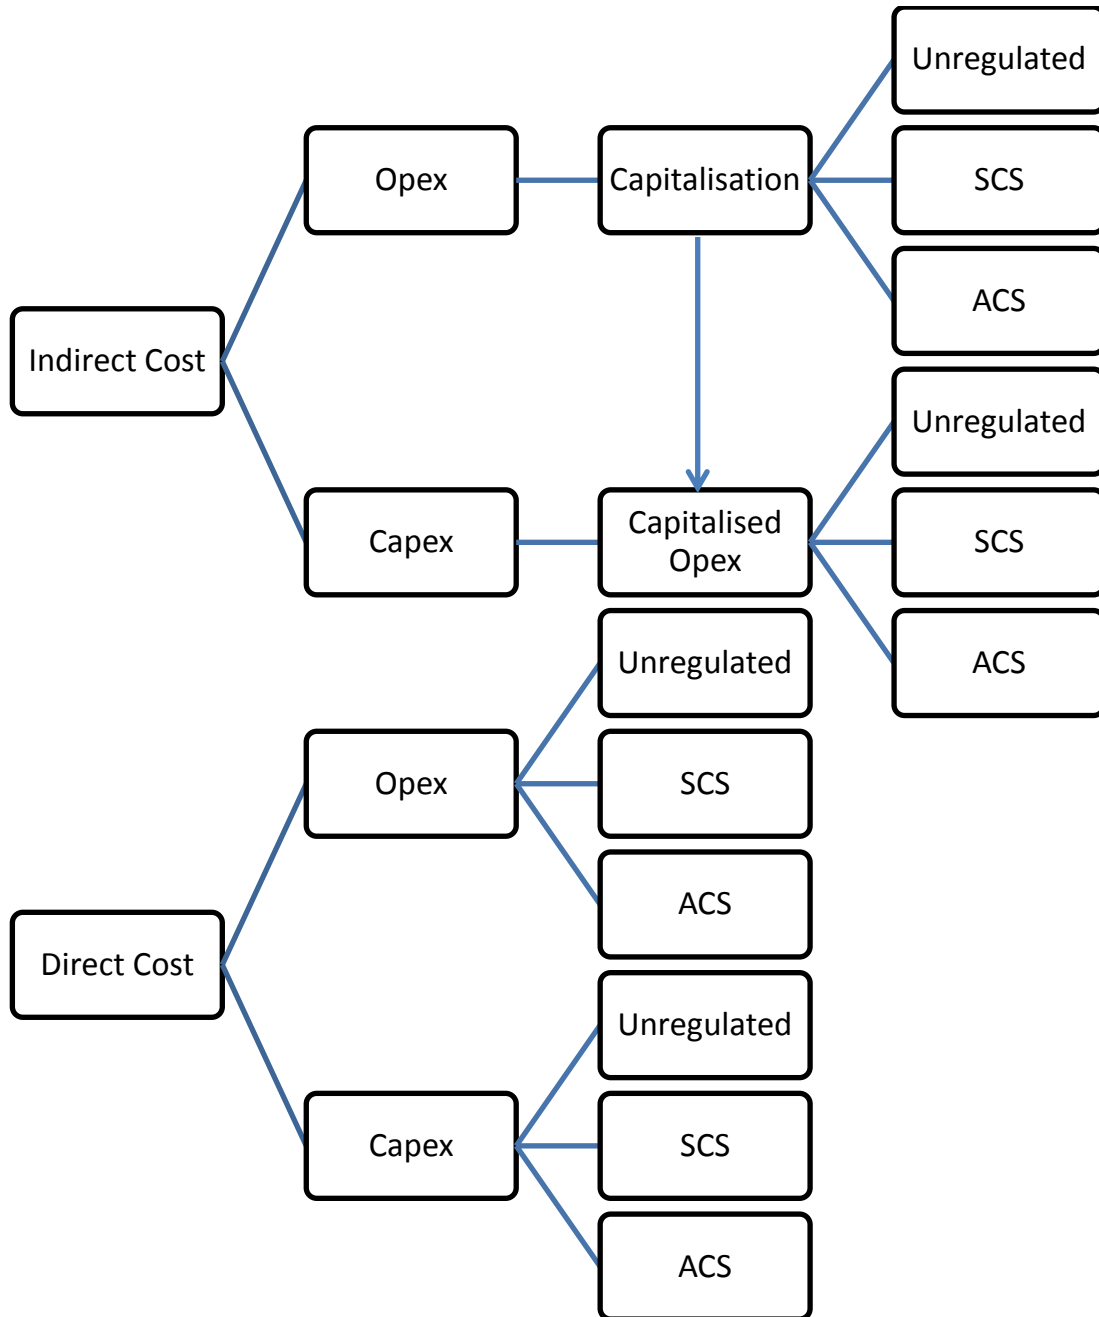 Unregulated
Opex
Capitalisation
SCS
ACS
Indirect Cost
Unregulated
Capex
Capitalised
Opex
SCS
ACS
Unregulated
Opex
SCS
ACS
Direct Cost
Unregulated
Capex
SCS
ACS